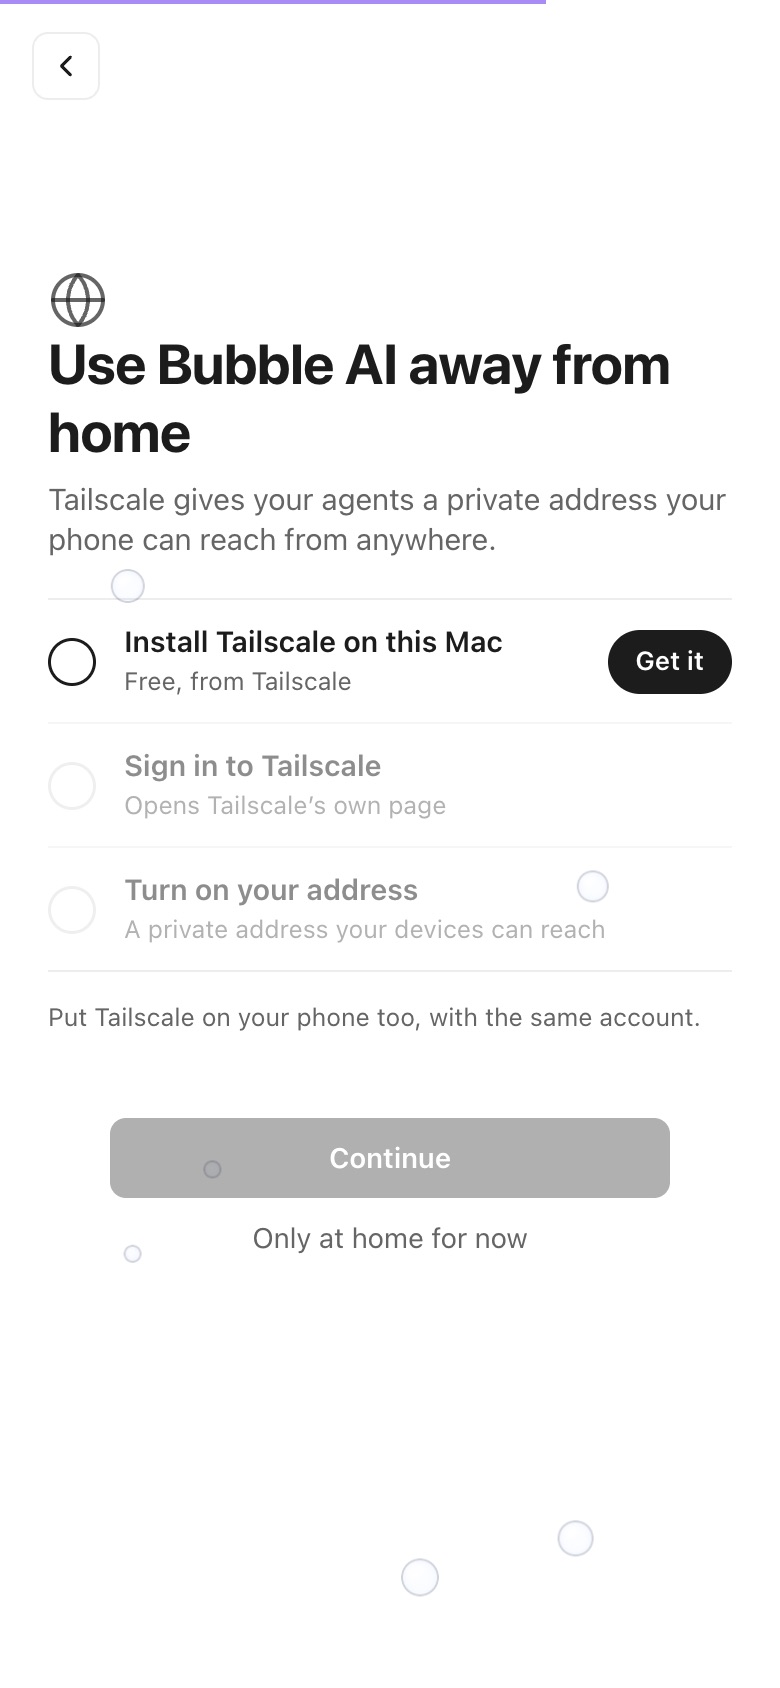 Use Bubble AI away from
home
Tailscale gives your agents a private address your
phone can reach from anywhere.
Install Tailscale on this Mac
Free, from Tailscale
Get it
Sign in to Tailscale
Opens Tailscale’s own page
Turn on your address
A private address your devices can reach
Put Tailscale on your phone too, with the same account.
Continue
Only at home for now